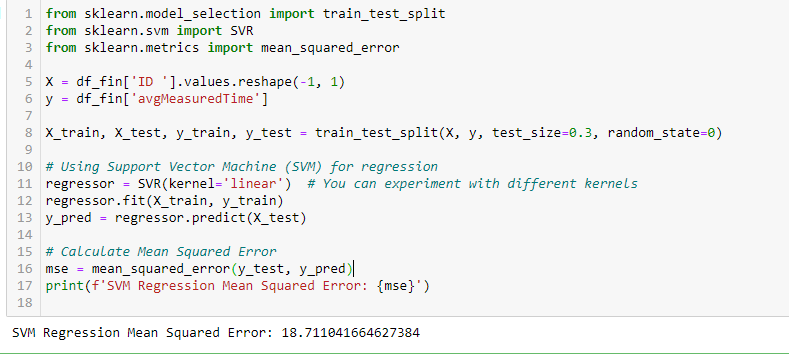 1 from sklearn.model_selection import train_test_split
2 from sklearn.svm import SVR
3 from sklearn.metrics import mean_squared_error
4
5 X = df_fin['ID '].values.reshape(-1, 1)
6 y = df_fin['avgMeasuredTime']
7
8 X_train, X_test, y_train, y_test = train_test_split(X, y, test_size=0.3, random_state=0)
9
10 # Using Support Vector Machine (SVM) for regression
11 regressor = SVR(kernel='linear')  # You can experiment with different kernels
12 regressor.fit(X_train, y_train)
13 y_pred = regressor.predict(X_test)
14
15 # Calculate Mean Squared Error
16 mse = mean_squared_error(y_test, y_pred)
17 print(f'SVM Regression Mean Squared Error: {mse}')
18
SVM Regression Mean Squared Error: 18.711041664627384